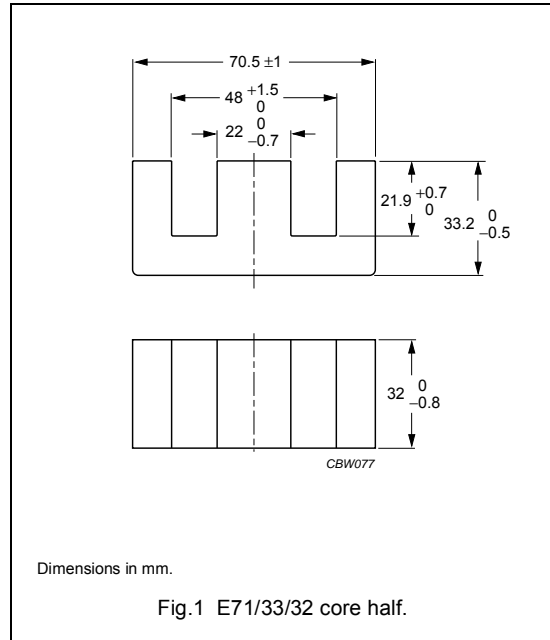 70.5 ±1
48 +1.5 0
22 0 −0.7
21.9 +0.7 0
33.2 0 −0.5
32 0 −0.8
CBW077
Dimensions in mm.
Fig.1 E71/33/32 core half.